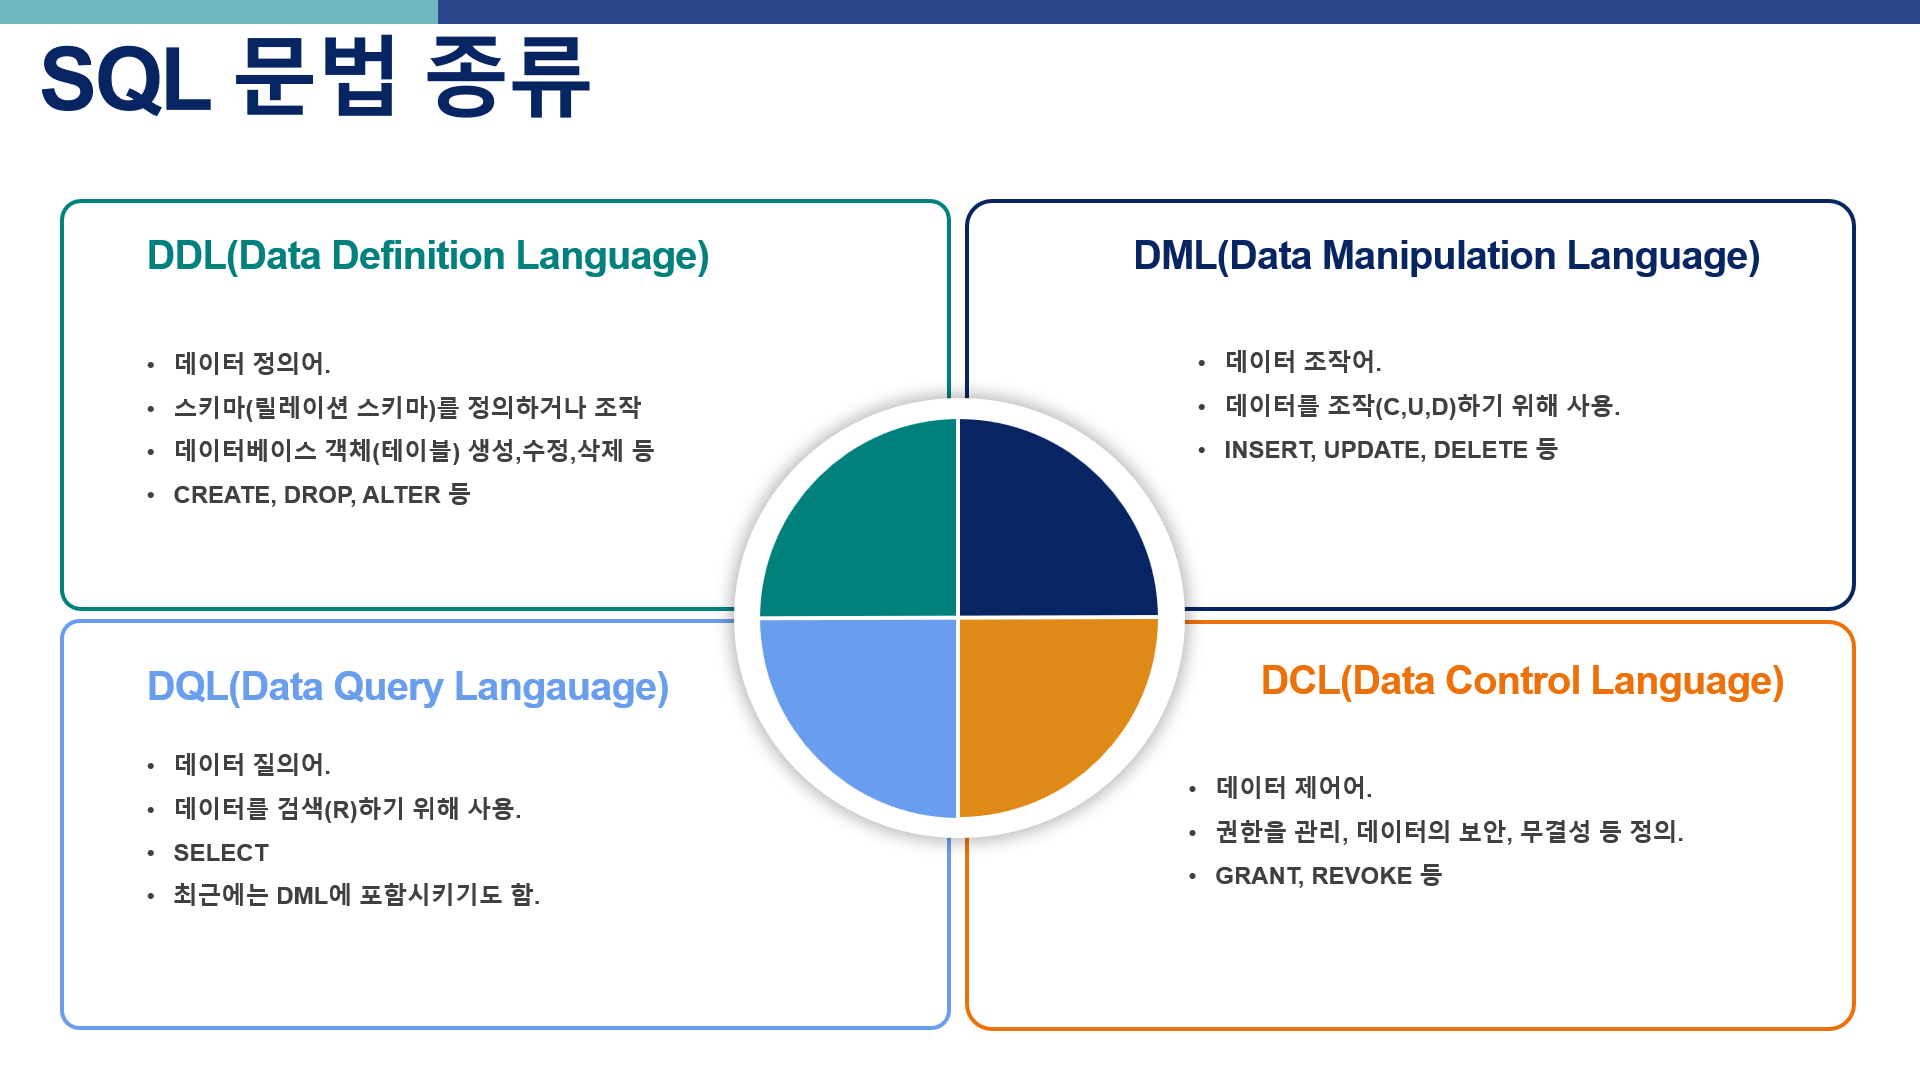 SQL 문법 종류
DDL(Data Definition Language)
• 데이터 정의어.
• 스키마(릴레이션 스키마)를 정의하거나 조작
• 데이터베이스 객체(테이블) 생성,수정,삭제 등
• CREATE, DROP, ALTER 등
DML(Data Manipulation Language)
• 데이터 조작어.
• 데이터를 조작(C,U,D)하기 위해 사용.
• INSERT, UPDATE, DELETE 등
DQL(Data Query Langauage)
• 데이터 질의어.
• 데이터를 검색(R)하기 위해 사용.
• SELECT
• 최근에는 DML에 포함시키기도 함.
DCL(Data Control Language)
• 데이터 제어어.
• 권한을 관리, 데이터의 보안, 무결성 등 정의.
• GRANT, REVOKE 등